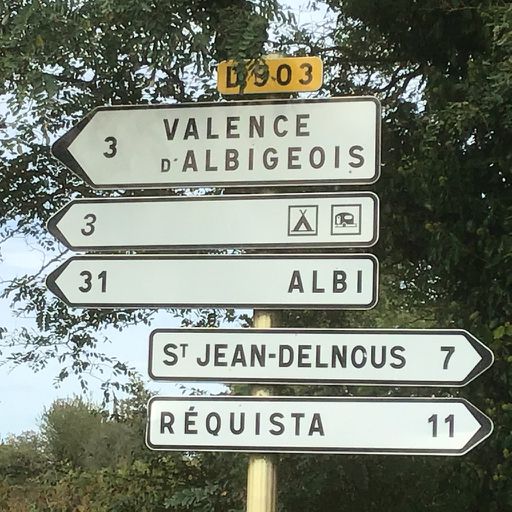 D903
3 VALENCE
D'ALBIGEOIS
3
31 ALBI
ST JEAN-DELNOUS 7
RÉQUISTA 11